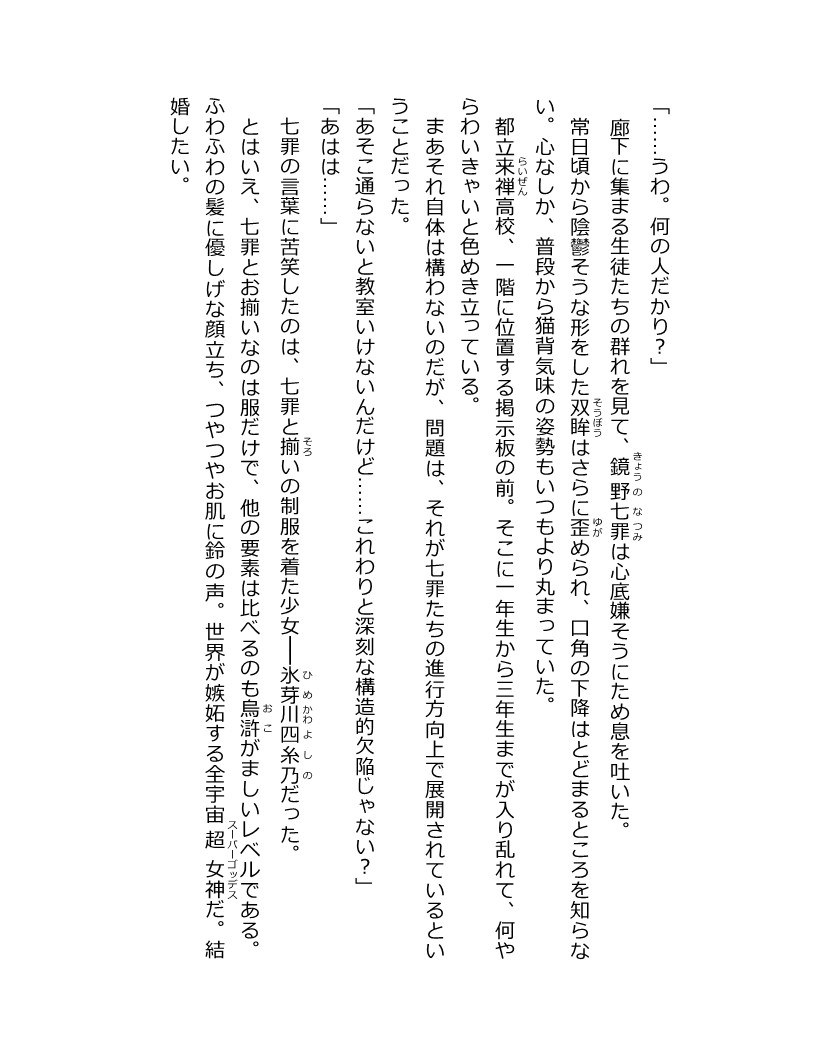 「……うわ。何の人だかり？」
廊下に集まる生徒たちの群れを見て、鏡野七罪は心底嫌そうにため息を吐いた。
常日頃から陰鬱そうな形をした双眸はさらに歪められ、口角の下降はとどまるところを知らな
い。心なしか、普段から猫背気味の姿勢もいつもより丸まっていた。
都立来禅高校、一階に位置する掲示板の前。そこに一年生から三年生までが入り乱れて、何や
らわいきゃいと色めき立っている。
まあそれ自体は構わないのだが、問題は、それが七罪たちの進行方向上で展開されているとい
うことだった。
「あそこ通らないと教室いけないんだけど……これわりと深刻な構造的欠陥じゃない？」
「あはは……」
七罪の言葉に苦笑したのは、七罪と揃いの制服を着た少女――氷芽川四糸乃だった。
とはいえ、七罪とお揃いなのは服だけで、他の要素は比べるのも烏滸がましいレベルである。
ふわふわの髪に優しげな顔立ち、つやつやお肌に鈴の声。世界が嫉妬する全宇宙超女神だ。結
婚したい。